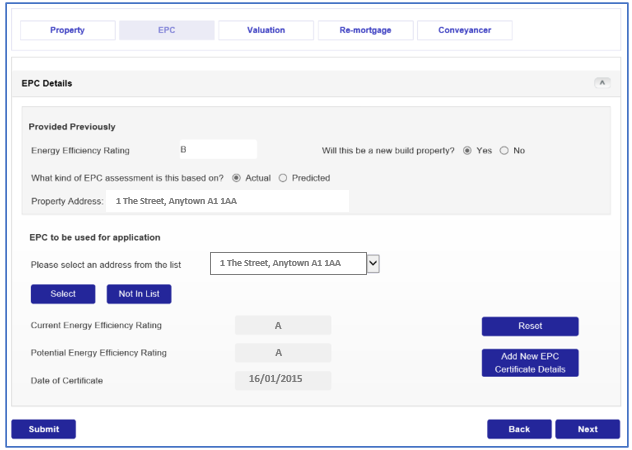 Property EPC Valuation Re-mortgage Conveyancer
EPC Details
Provided Previously
Energy Efficiency Rating B Will this be a new build property? Yes No
What kind of EPC assessment is this based on? Actual Predicted
Property Address: 1 The Street, Anytown A1 1AA
EPC to be used for application
Please select an address from the list 1 The Street, Anytown A1 1AA
Select Not In List
Current Energy Efficiency Rating A Reset
Potential Energy Efficiency Rating A Add New EPC
Certificate Details
Date of Certificate 16/01/2015
Submit Back Next